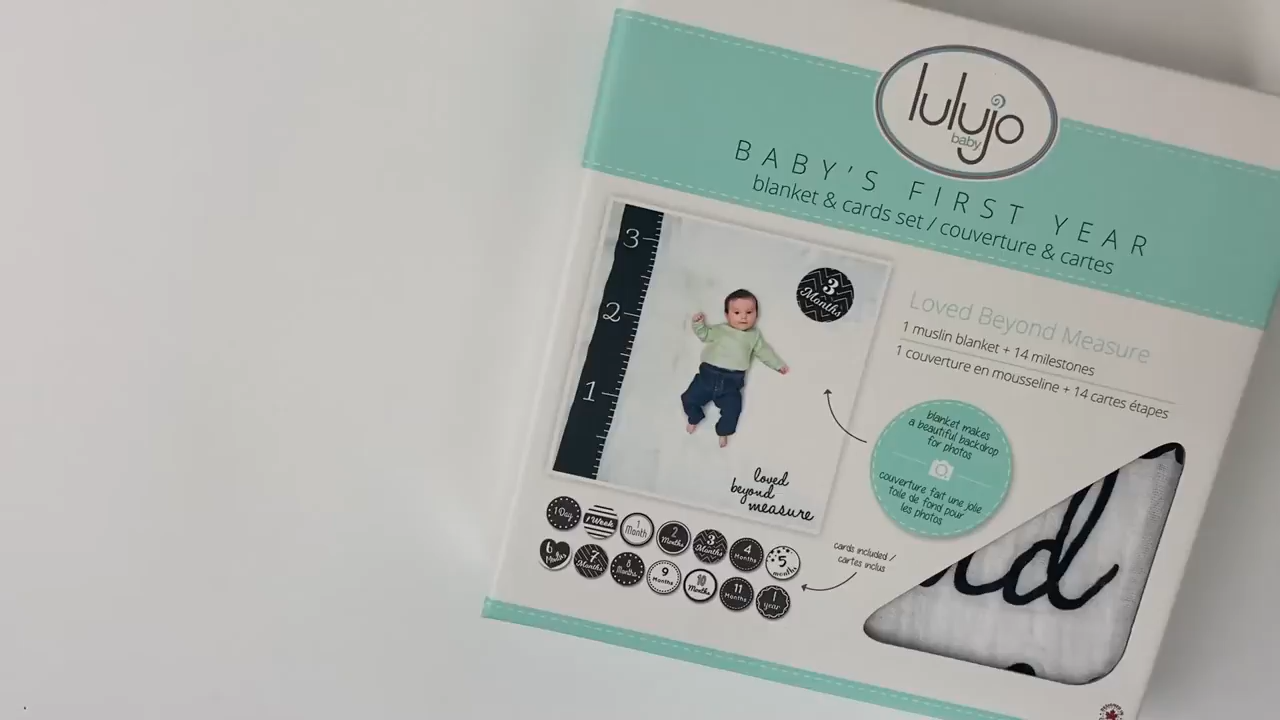 lulujo
baby
BABY'S FIRST YEAR
blanket & cards set / couverture & cartes
3
2
1
3
Months
loved
beyond
measure
Loved Beyond Measure
1 muslin blanket + 14 milestones
1 couverture en mousseline + 14 cartes étapes
blanket makes
a beautiful backdrop
for photos
couverture fait une jolie
toile de fond pour
les photos
1 Day
1 Week
1 Month
2 Months
3 Months
4 Months
5 months
6 Months
7 Months
8 Months
9 Months
10 Months
11 Months
1 year
cards included /
cartes inclus